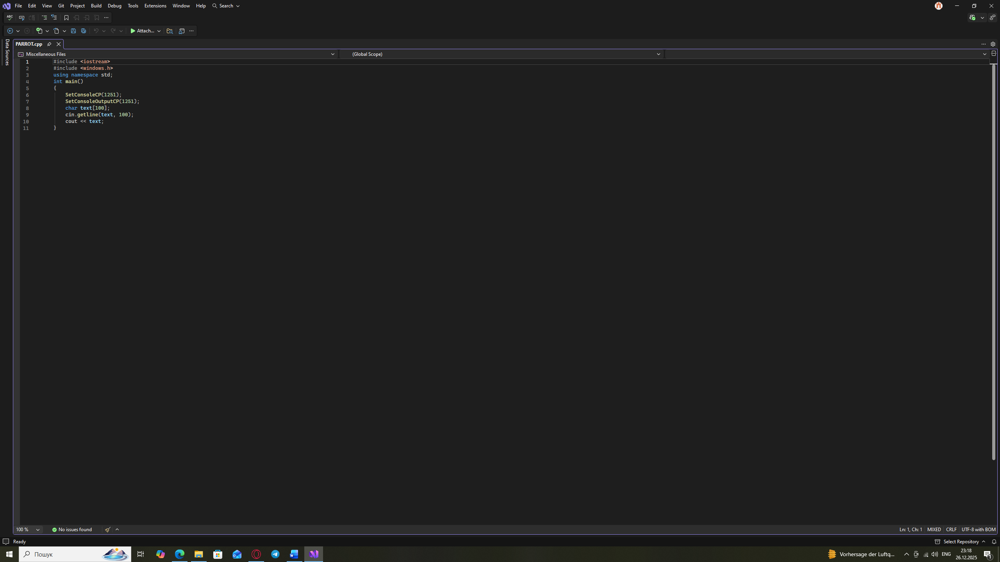 File Edit View Git Project Build Debug Tools Extensions Window Help Search
ABC
Attach...
Data Sources
PARROT.cpp
Miscellaneous Files
(Global Scope)
1 #include <iostream>
2 #include <windows.h>
3 using namespace std;
4 int main()
5 {
6 SetConsoleCP(1251);
7 SetConsoleOutputCP(1251);
8 char text[100];
9 cin.getline(text, 100);
10 cout << text;
11 }
100 % No issues found Ln: 1, Ch: 1 MIXED CRLF UTF-8 with BOM
Ready Select Repository
Пошук Vorhersage der Luftq... ENG 23:18
26.12.2025 1